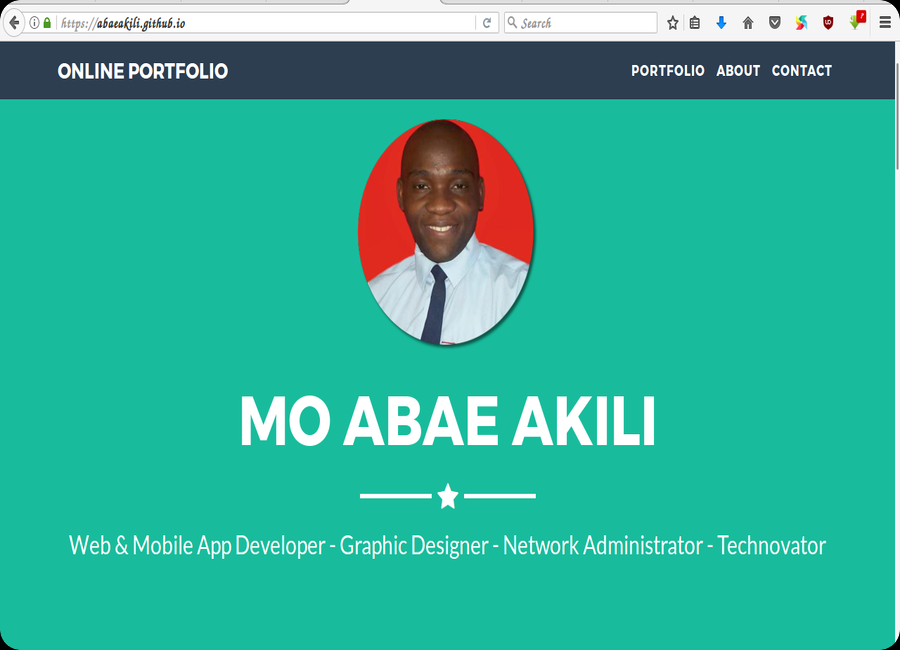 https://abaeakili.github.io
Search
ONLINE PORTFOLIO
PORTFOLIO ABOUT CONTACT
MO ABAE AKILI
Web & Mobile App Developer - Graphic Designer - Network Administrator - Technovator